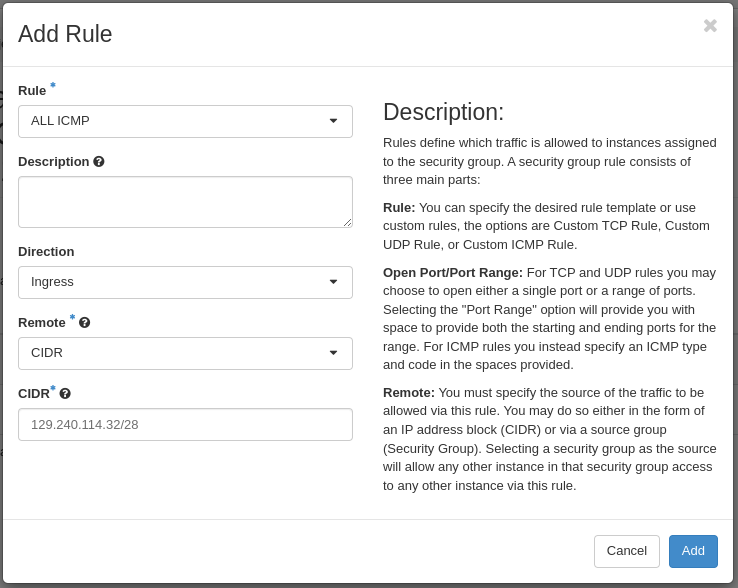 Add Rule
Rule *
ALL ICMP
Description
Direction
Ingress
Remote *
CIDR
CIDR*
129.240.114.32/28
Description:
Rules define which traffic is allowed to instances assigned
to the security group. A security group rule consists of
three main parts:
Rule: You can specify the desired rule template or use
custom rules, the options are Custom TCP Rule, Custom
UDP Rule, or Custom ICMP Rule.
Open Port/Port Range: For TCP and UDP rules you may
choose to open either a single port or a range of ports.
Selecting the "Port Range" option will provide you with
space to provide both the starting and ending ports for the
range. For ICMP rules you instead specify an ICMP type
and code in the spaces provided.
Remote: You must specify the source of the traffic to be
allowed via this rule. You may do so either in the form of
an IP address block (CIDR) or via a source group
(Security Group). Selecting a security group as the source
will allow any other instance in that security group access
to any other instance via this rule.
Cancel
Add